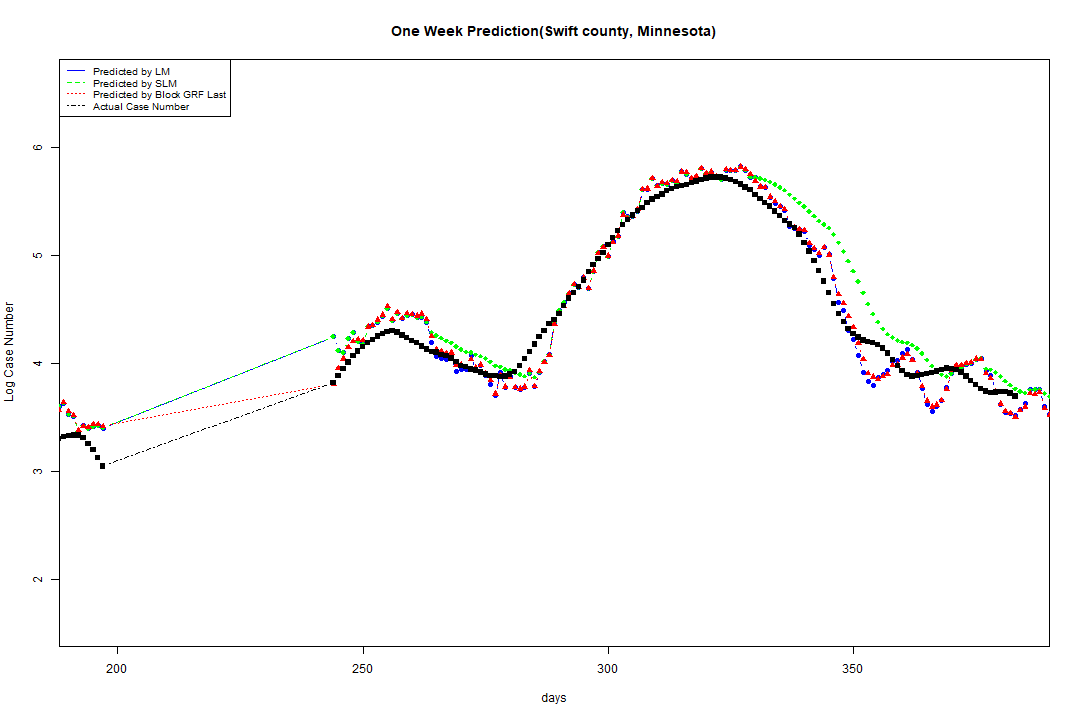 One Week Prediction(Swift county, Minnesota)
Predicted by LM
Predicted by SLM
Predicted by Block GRF Last
Actual Case Number
6
5
4
3
2
Log Case Number
200
250
300
350
days